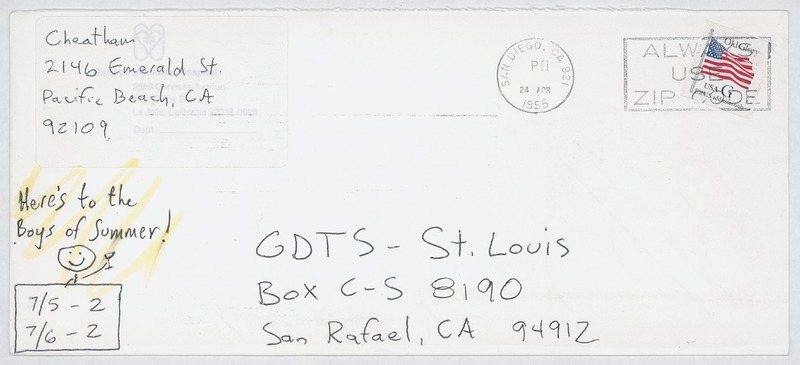 Cheatham
2146 Emerald St.
Pacific Beach, CA
92109
SAN DIEGO, CA 921
PM
24 APR
1995
ALW
USE
ZIP CODE
Old Glory
USA G
Here's to the
Boys of Summer!
7/5 - 2
7/6 - 2
GDTS - St. Louis
Box C-S 8190
San Rafael, CA 94912